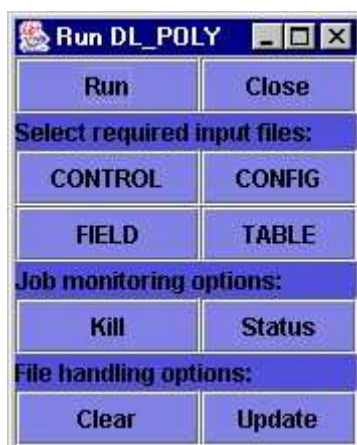 Run DL_POLY
Run Close
Select required input files:
CONTROL CONFIG
FIELD TABLE
Job monitoring options:
Kill Status
File handling options:
Clear Update